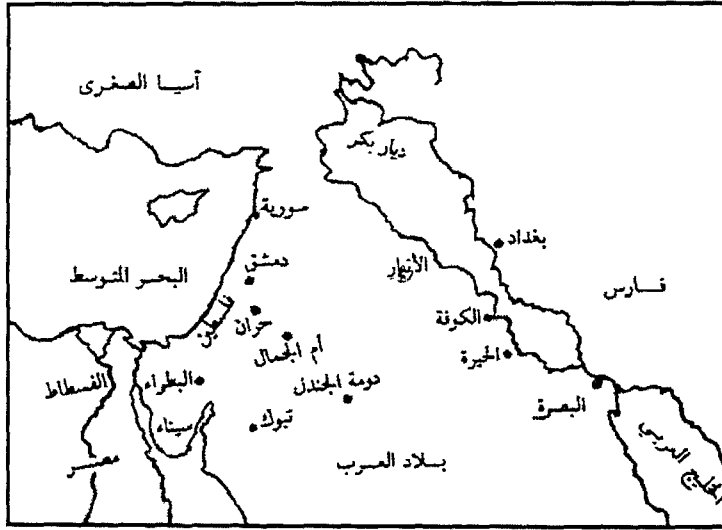 آسيا الصغرى
ديار بكر
سورية
بغداد
دمشق
الأنبار
البحر المتوسط
فارس
فلسطين
حران
الكوفة
أم الجمال
الحيرة
الفسطاط
البطراء
دومة الجندل
البصرة
سيناء
تبوك
مصر
بلاد العرب
الخليج العربي